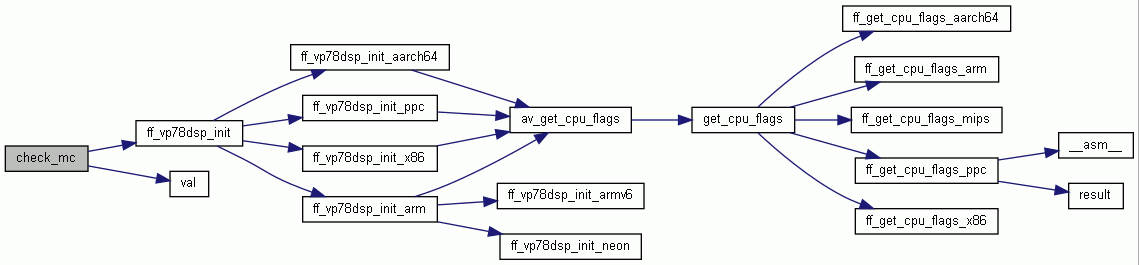 check_mc
ff_vp78dsp_init
val
ff_vp78dsp_init_aarch64
ff_vp78dsp_init_ppc
ff_vp78dsp_init_x86
ff_vp78dsp_init_arm
av_get_cpu_flags
ff_vp78dsp_init_armv6
ff_vp78dsp_init_neon
get_cpu_flags
ff_get_cpu_flags_aarch64
ff_get_cpu_flags_arm
ff_get_cpu_flags_mips
ff_get_cpu_flags_ppc
ff_get_cpu_flags_x86
__asm__
result